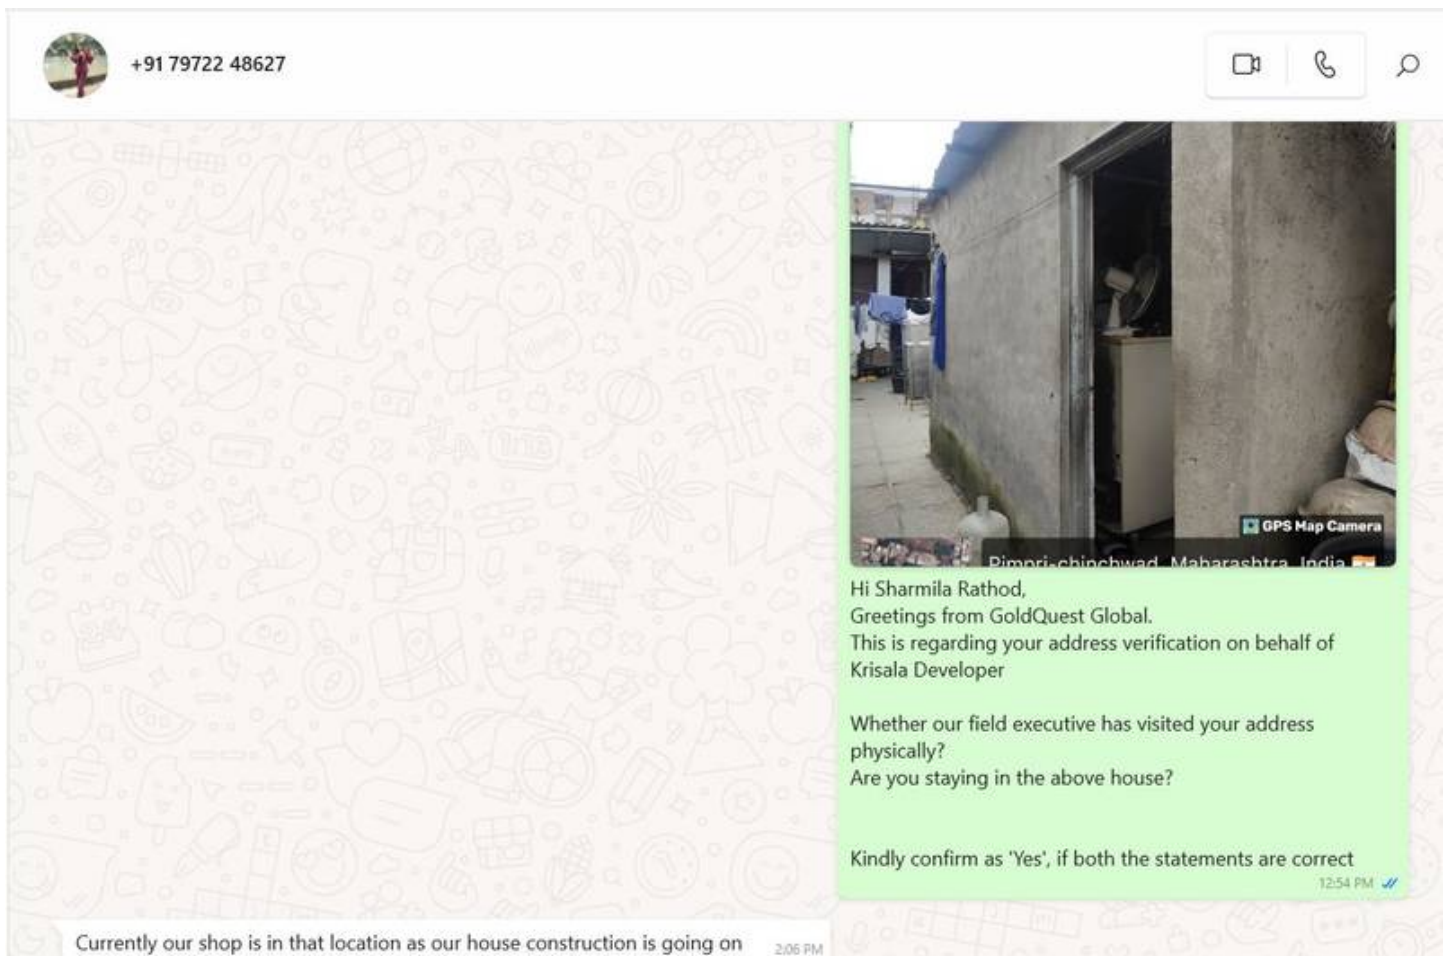 +91 79722 48627
GPS Map Camera
Pimpri-chinchwad, Maharashtra, India
Hi Sharmila Rathod,
Greetings from GoldQuest Global.
This is regarding your address verification on behalf of
Krisala Developer
Whether our field executive has visited your address
physically?
Are you staying in the above house?
Kindly confirm as 'Yes', if both the statements are correct
12:54 PM
Currently our shop is in that location as our house construction is going on
2:06 PM